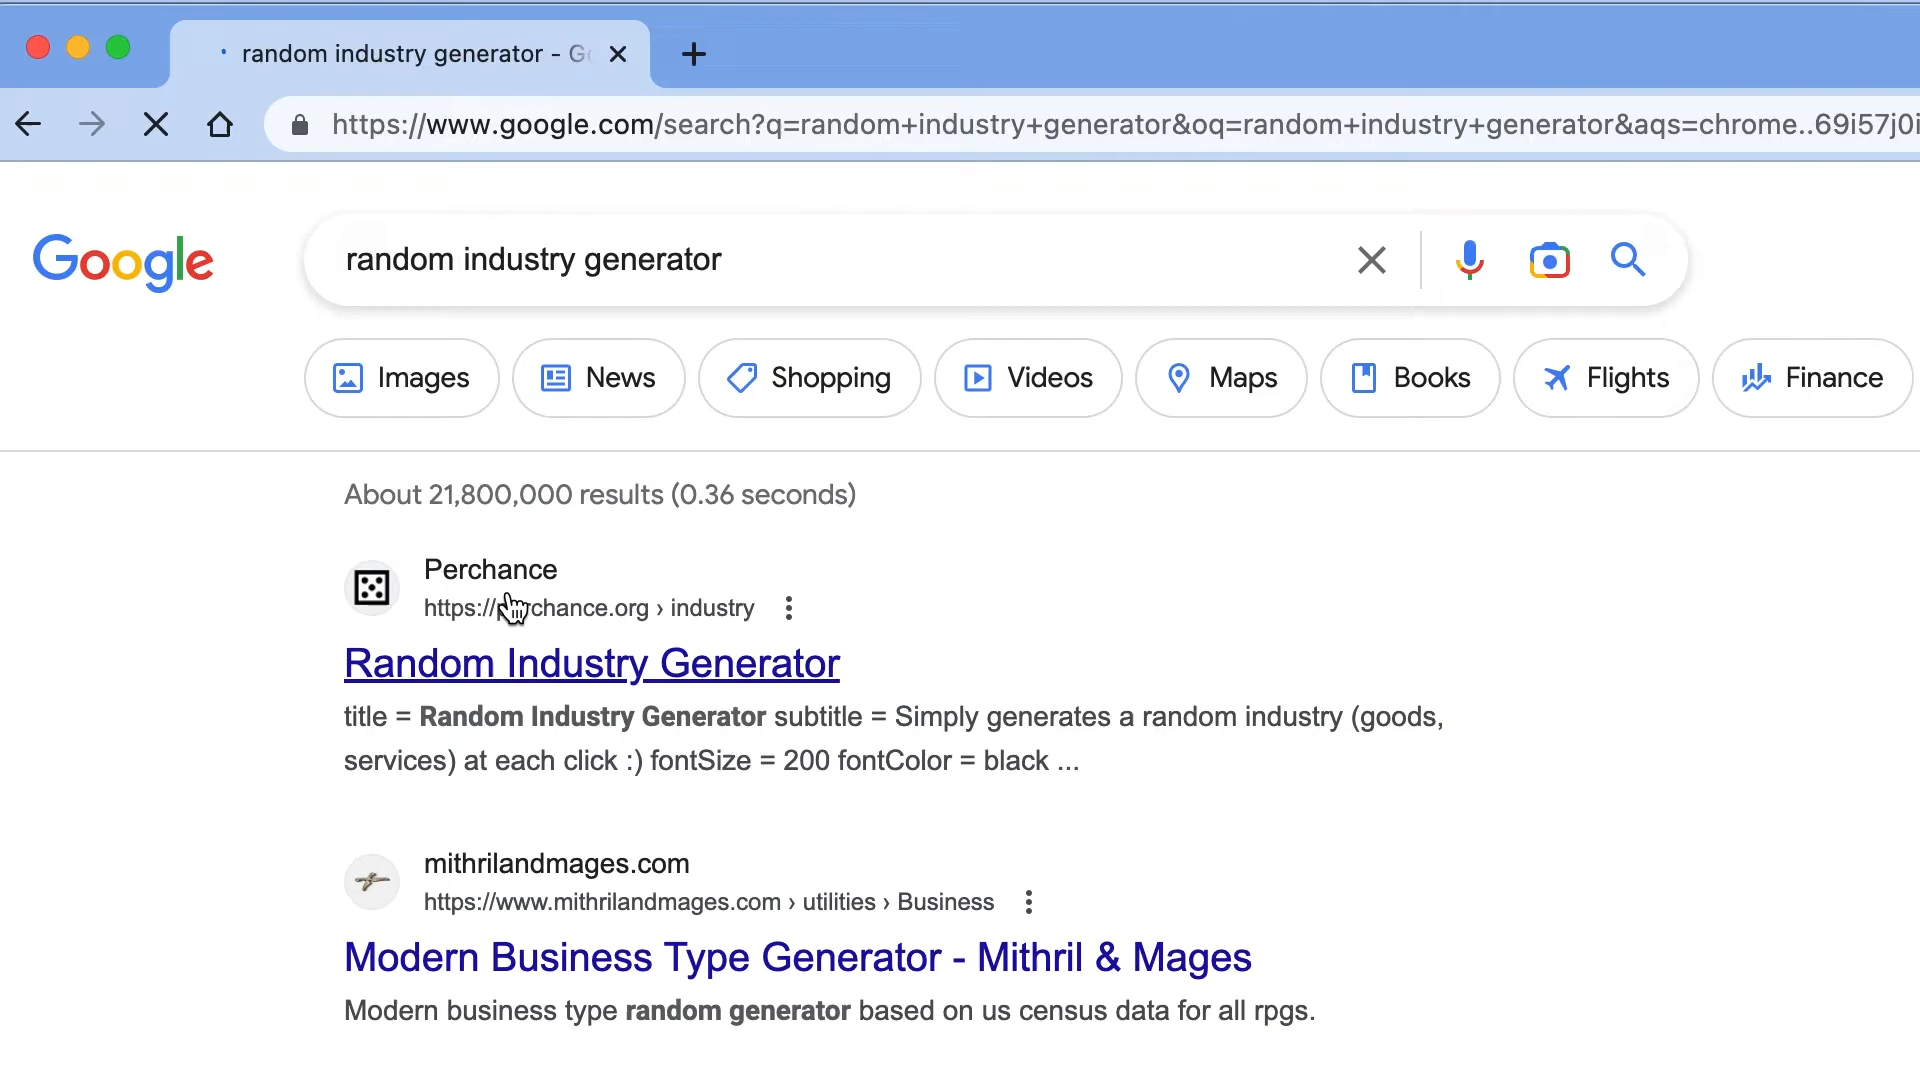 random industry generator - G
https://www.google.com/search?q=random+industry+generator&oq=random+industry+generator&aqs=chrome..69i57j0i
Google
random industry generator
Images News Shopping Videos Maps Books Flights Finance
About 21,800,000 results (0.36 seconds)
Perchance
https://perchance.org › industry
Random Industry Generator
title = Random Industry Generator subtitle = Simply generates a random industry (goods,
services) at each click :) fontSize = 200 fontColor = black ...
mithrilandmages.com
https://www.mithrilandmages.com › utilities › Business
Modern Business Type Generator - Mithril & Mages
Modern business type random generator based on us census data for all rpgs.